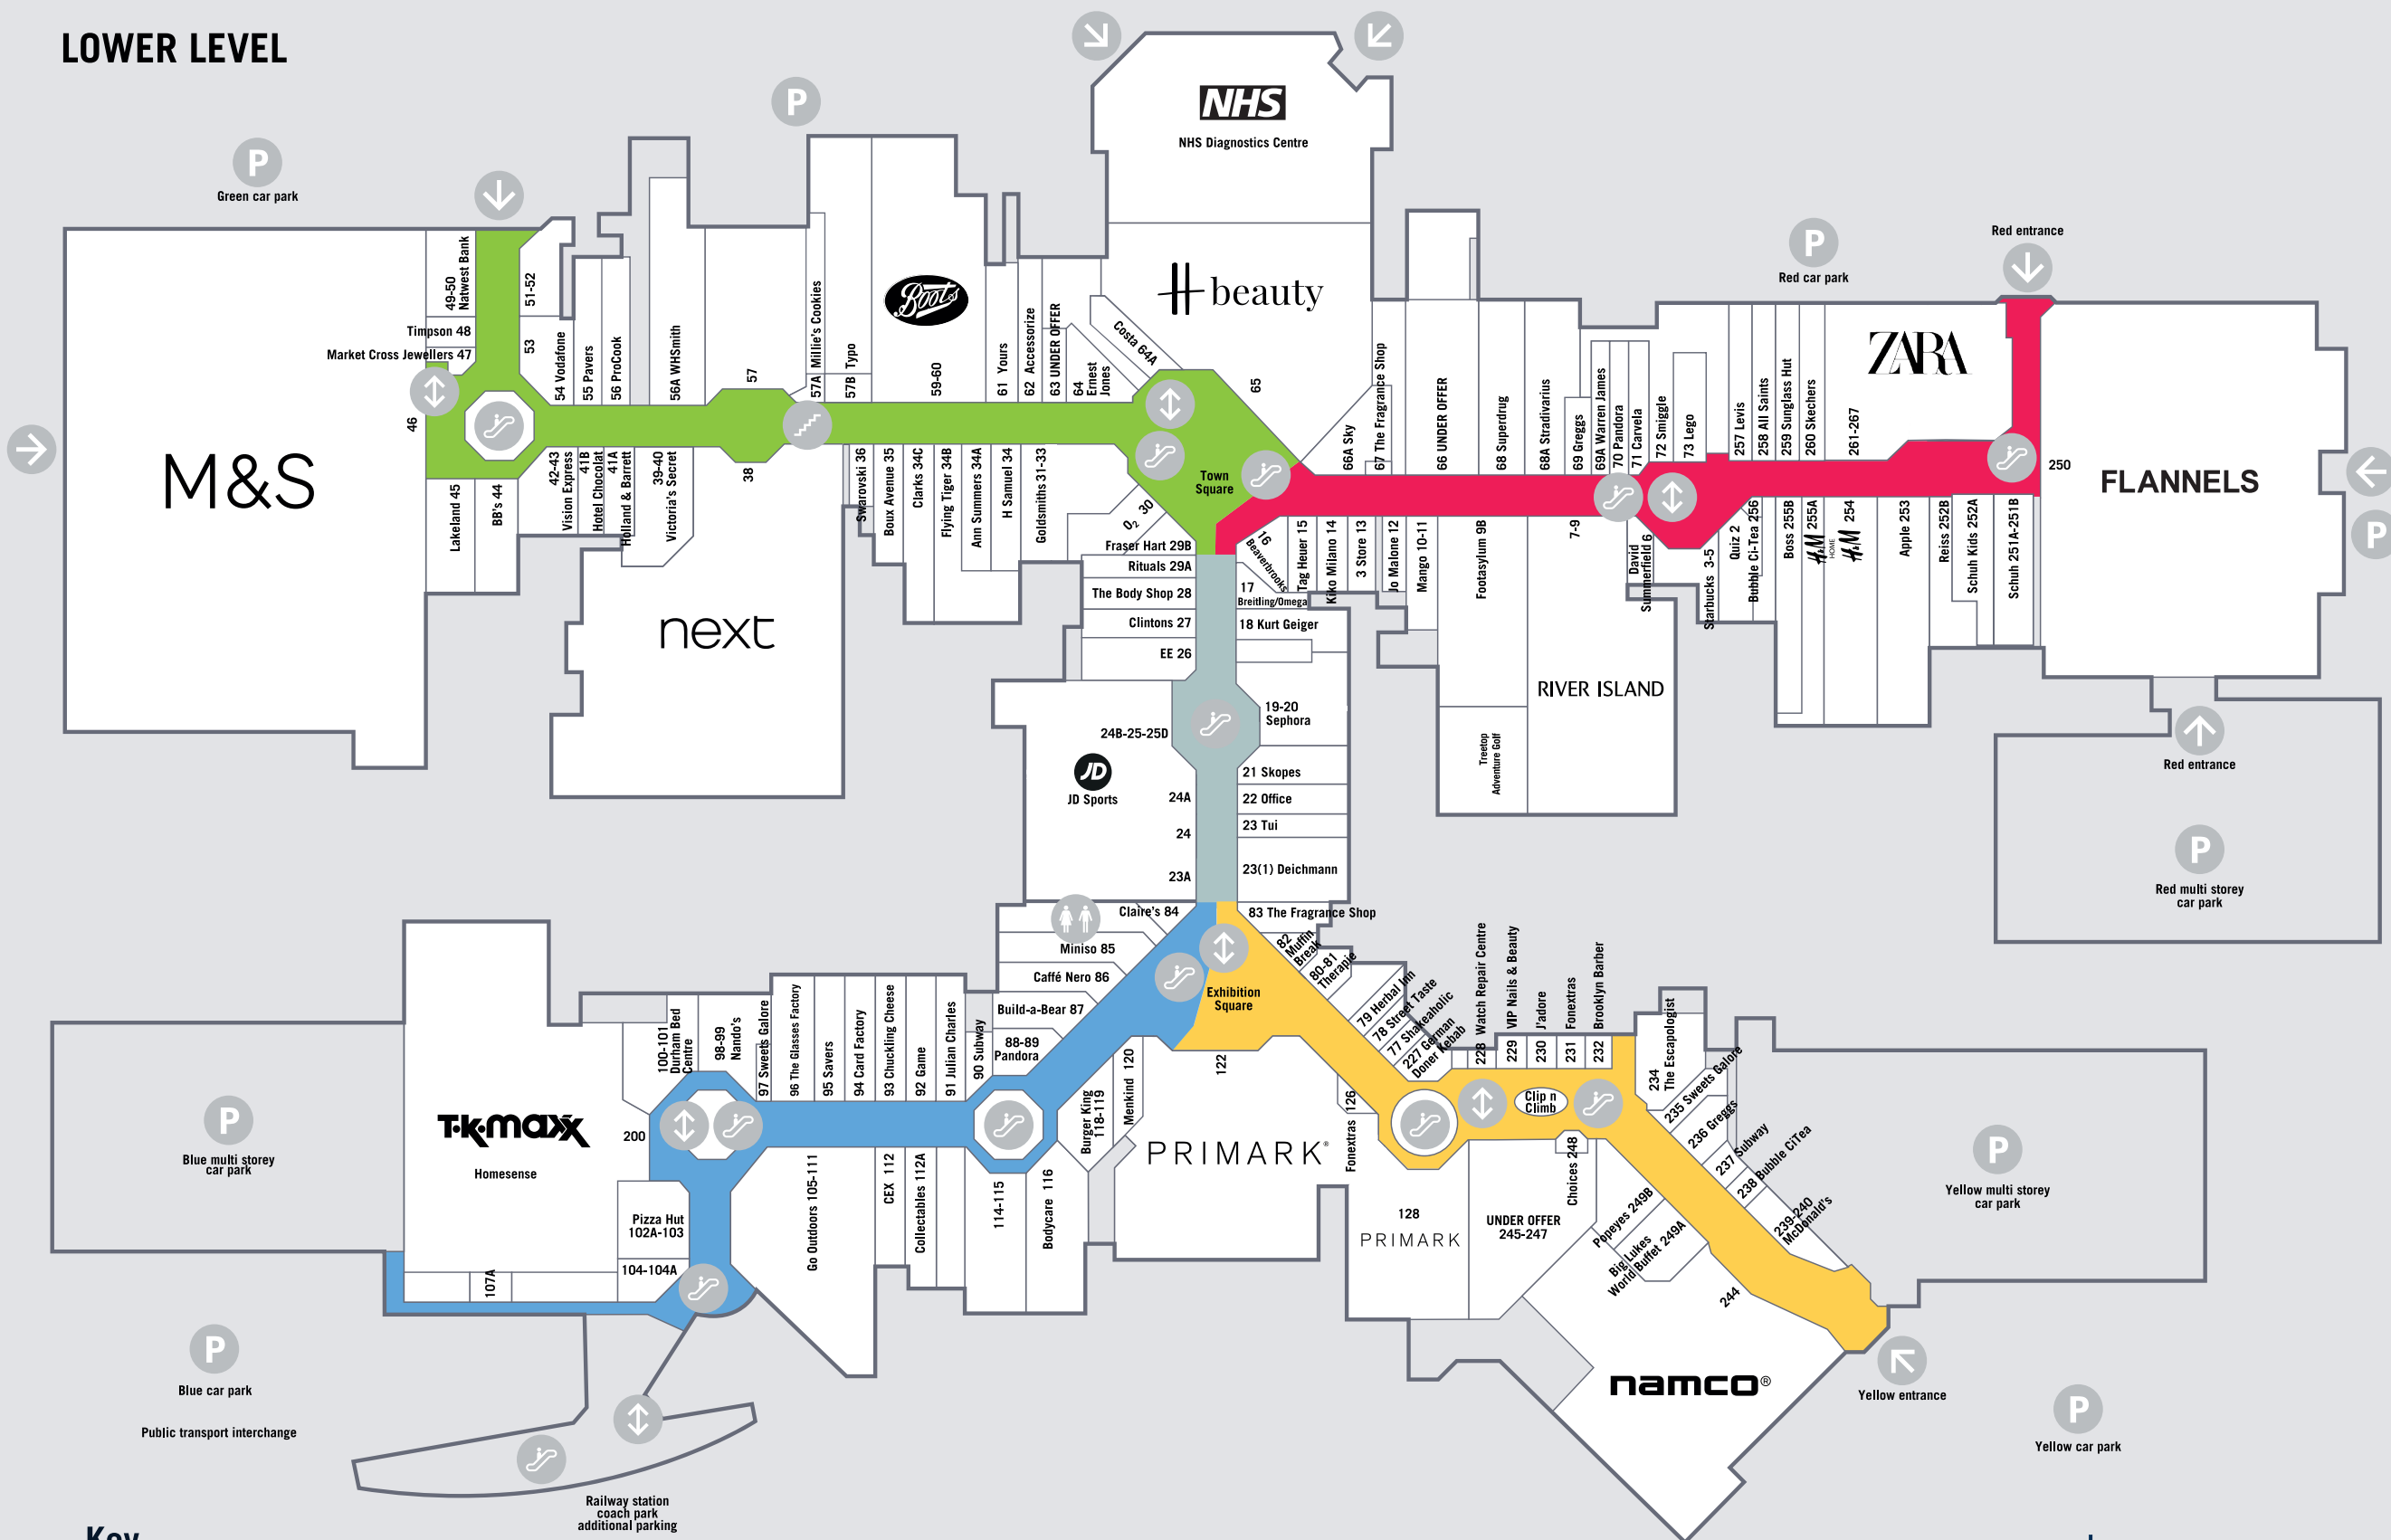 LOWER LEVEL
P
P
Green car park
NHS
NHS Diagnostics Centre
P
Red car park
Red entrance
49-50
Natwest Bank
Timpson 48
Market Cross Jewellers 47
46
M&S
51-52
53
54 Vodafone
55 Pavers
56 ProCook
56A WHSmith
57
57A Millie's Cookies
57B Typo
Boots
59-60
61 Yours
62 Accessorize
63 UNDER OFFER
64
Ernest
Jones
Costa 64A
H beauty
65
66A Sky
67 The Fragrance Shop
66 UNDER OFFER
68 Superdrug
68A Stradivarius
69 Greggs
69A Warren James
70 Pandora
71 Carvela
72 Smiggle
73 Lego
257 Levis
258 All Saints
259 Sunglass Hut
260 Skechers
261-267
ZARA
250
FLANNELS
P
Lakeland 45
BB's 44
42-43
Vision Express
41B
Hotel Chocolat
41A
Holland & Barrett
39-40
Victoria's Secret
38
next
Swarovski 36
Boux Avenue 35
Clarks 34C
Flying Tiger 34B
Ann Summers 34A
H Samuel 34
Goldsmiths 31-33
O2 30
Town
Square
Fraser Hart 29B
Rituals 29A
The Body Shop 28
Clintons 27
EE 26
16
Beaverbrooks
17
Breitling/Omega
18 Kurt Geiger
Tag Heuer 15
Kiko Milano 14
3 Store 13
Jo Malone 12
Mango 10-11
Footasylum 9B
7-9
RIVER ISLAND
Treetop
Adventure Golf
David
Summerfield 6
Starbucks 3-5
Quiz 2
Bubble Ci-Tea 256
Boss 255B
H&M 255A
HOME
H&M 254
Apple 253
Reiss 252B
Schuh Kids 252A
Schuh 251A-251B
Red entrance
P
Red multi storey
car park
24B-25-25D
JD
JD Sports
24A
24
23A
19-20
Sephora
21 Skopes
22 Office
23 Tui
23(1) Deichmann
Claire's 84
Miniso 85
Caffé Nero 86
Build-a-Bear 87
88-89
Pandora
Exhibition
Square
83 The Fragrance Shop
82
Muffin
Break
80-81
Therapie
79 Herbal Inn
78 Street Taste
77 Shakeaholic
227 German
Doner Kebab
228 Watch Repair Centre
229 VIP Nails & Beauty
230 J'adore
231 Fonextras
232 Brooklyn Barber
Clip n
Climb
234
The Escapologist
235 Sweets Galore
236 Greggs
237 Subway
238 Bubble CiTea
239-240
McDonald's
P
Yellow multi storey
car park
P
Blue multi storey
car park
T·K·maxx
Homesense
200
100-101
Durham Bed
Centre
98-99
Nando's
97 Sweets Galore
96 The Glasses Factory
95 Savers
94 Card Factory
93 Chuckling Cheese
92 Game
91 Julian Charles
90 Subway
Pizza Hut
102A-103
104-104A
107A
Go Outdoors 105-111
CEX 112
Collectables 112A
114-115
Bodycare 116
Burger King
118-119
Menkind 120
122
PRIMARK®
Fonextras 126
128
PRIMARK
UNDER OFFER
245-247
Choices 248
Popeyes 249B
Big Lukes
World Buffet 249A
244
namco®
Yellow entrance
P
Yellow car park
P
Blue car park
Public transport interchange
Railway station
coach park
additional parking
Key